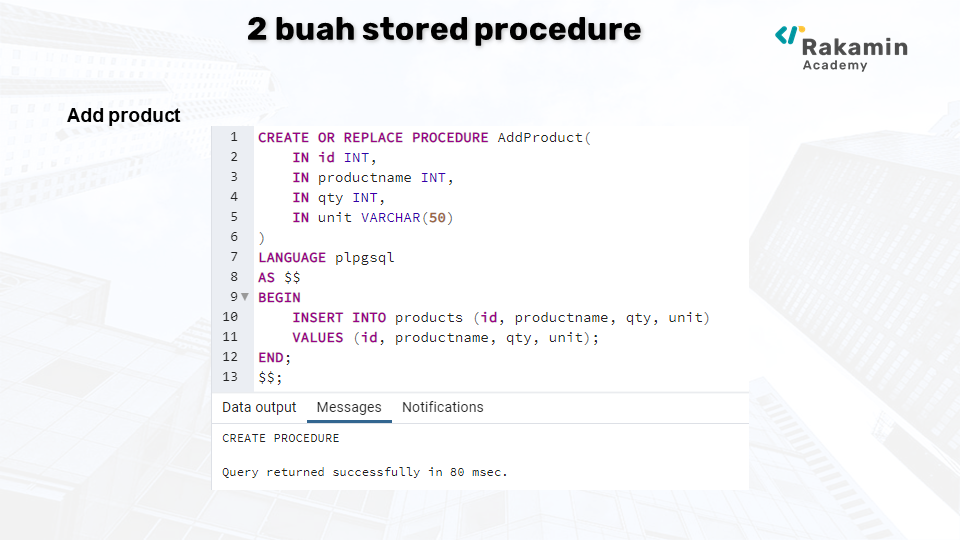 2 buah stored procedure
Rakamin
Academy
Add product
1 CREATE OR REPLACE PROCEDURE AddProduct(
2 IN id INT,
3 IN productname INT,
4 IN qty INT,
5 IN unit VARCHAR(50)
6 )
7 LANGUAGE plpgsql
8 AS $$
9 BEGIN
10 INSERT INTO products (id, productname, qty, unit)
11 VALUES (id, productname, qty, unit);
12 END;
13 $$;
Data output Messages Notifications
CREATE PROCEDURE
Query returned successfully in 80 msec.